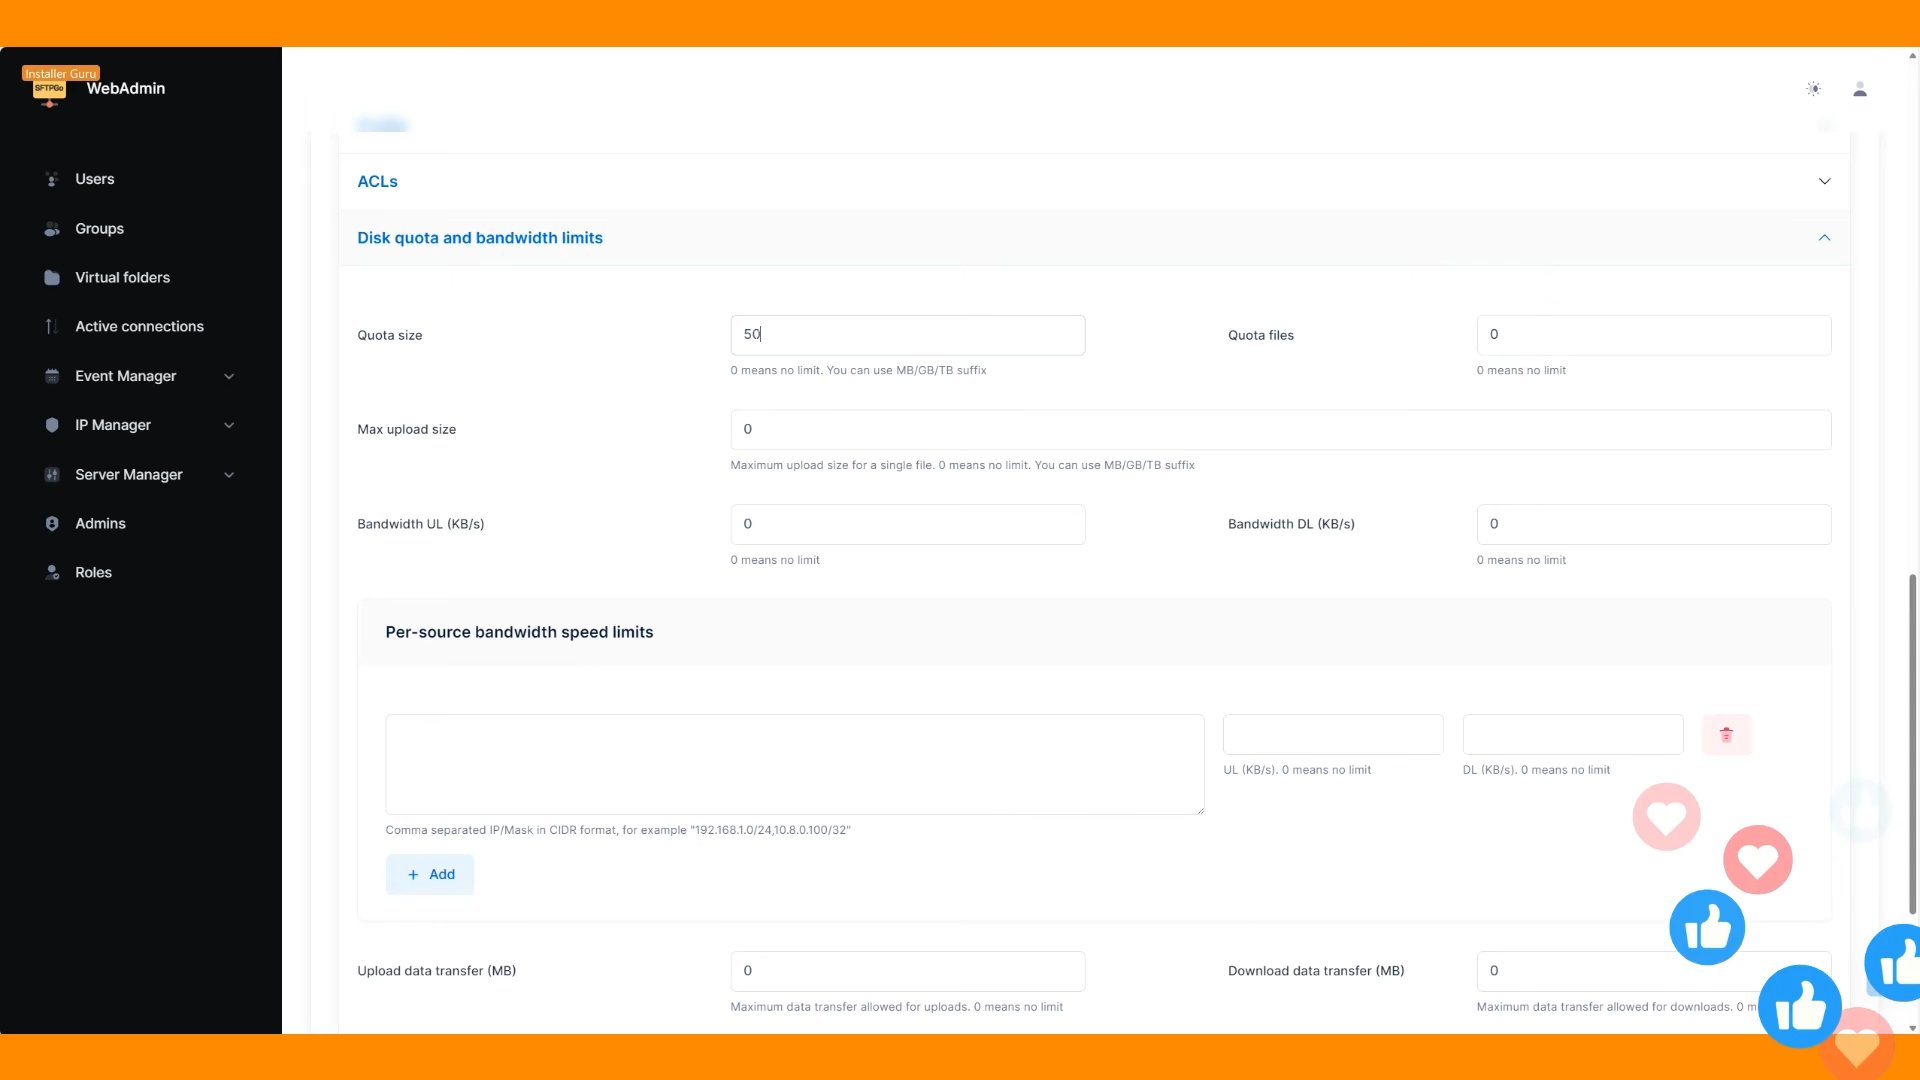 Installer Guru
SFTPGo
WebAdmin
Users
Groups
Virtual folders
Active connections
Event Manager
IP Manager
Server Manager
Admins
Roles
ACLs
Disk quota and bandwidth limits
Quota size
50
0 means no limit. You can use MB/GB/TB suffix
Quota files
0
0 means no limit
Max upload size
0
Maximum upload size for a single file. 0 means no limit. You can use MB/GB/TB suffix
Bandwidth UL (KB/s)
0
0 means no limit
Bandwidth DL (KB/s)
0
0 means no limit
Per-source bandwidth speed limits
UL (KB/s). 0 means no limit
DL (KB/s). 0 means no limit
Comma separated IP/Mask in CIDR format, for example "192.168.1.0/24,10.8.0.100/32"
+ Add
Upload data transfer (MB)
0
Maximum data transfer allowed for uploads. 0 means no limit
Download data transfer (MB)
0
Maximum data transfer allowed for downloads. 0 m